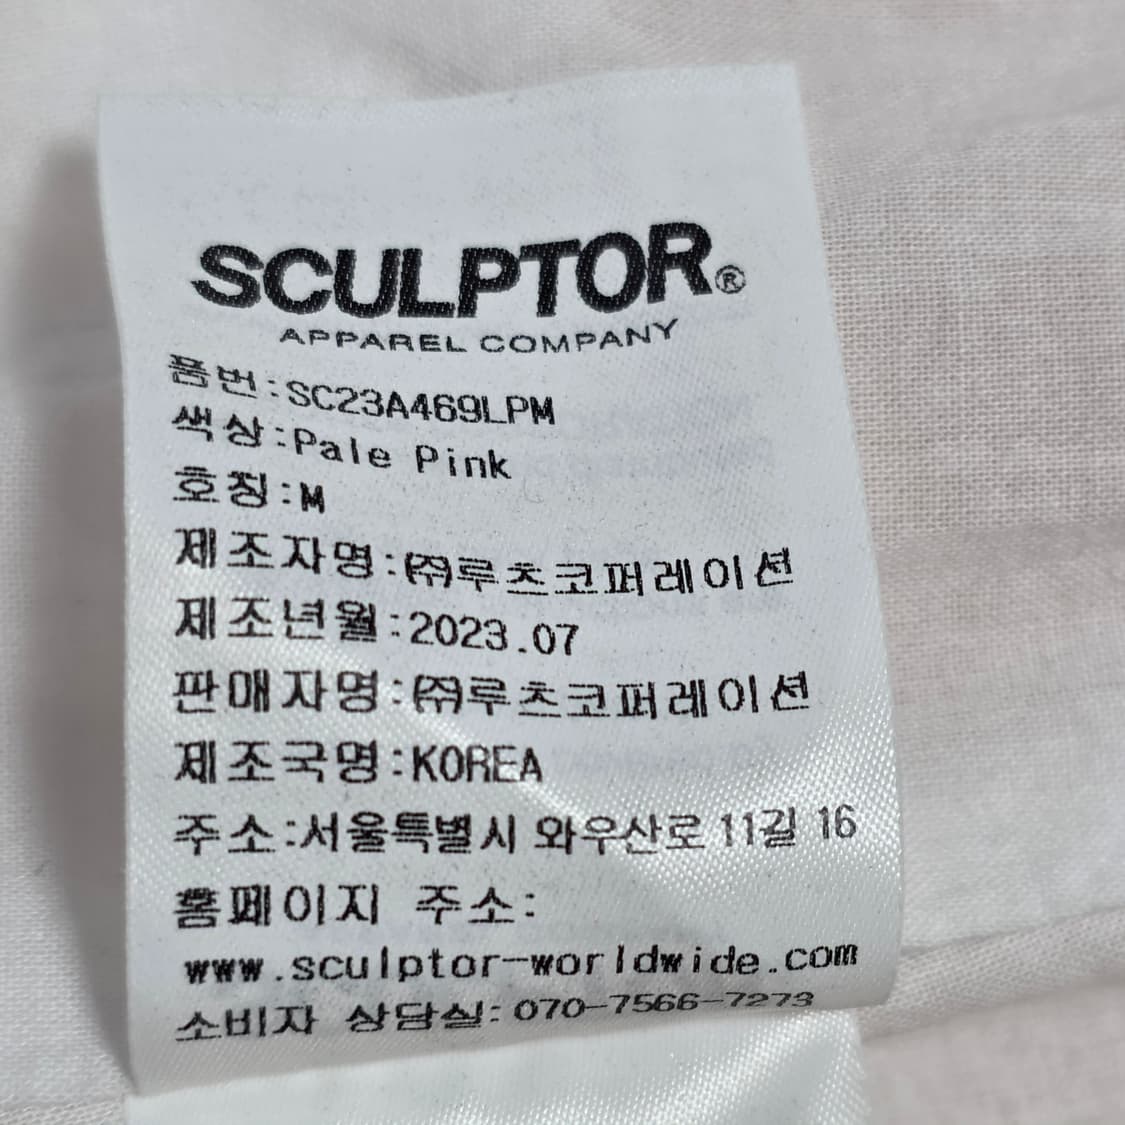 SCULPTOR®
APPAREL COMPANY
품번:SC23A469LPM
색상:Pale Pink
호칭:M
제조자명:㈜루츠코퍼레이션
제조년월:2023.07
판매자명:㈜루츠코퍼레이션
제조국명:KOREA
주소:서울특별시 와우산로 11길 16
홈페이지 주소:
www.sculptor-worldwide.com
소비자 상담실: 070-7566-7273